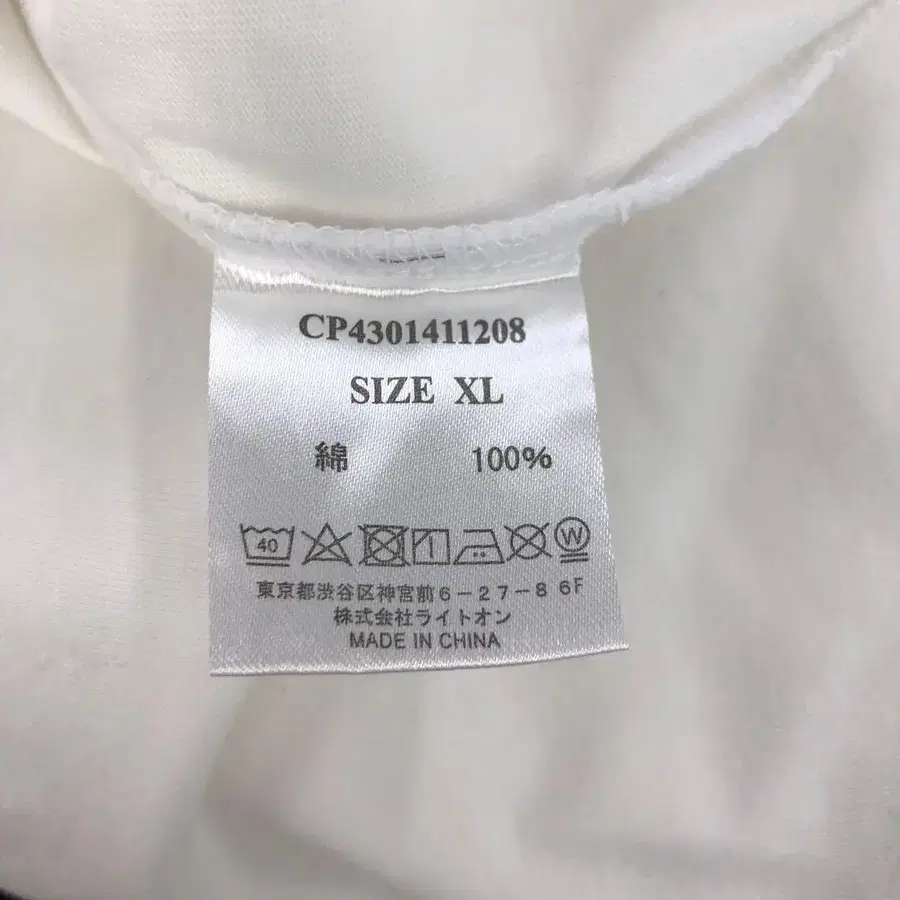 CP4301411208
SIZE XL
綿 100%
40 W
東京都渋谷区神宮前6-27-8 6F
株式会社ライトオン
MADE IN CHINA